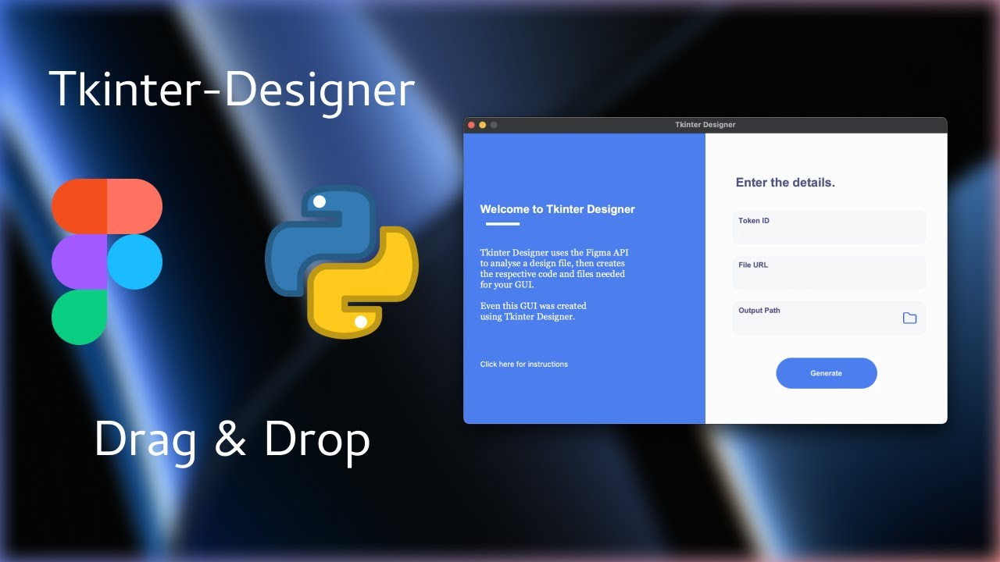 Tkinter-Designer
Drag & Drop
Tkinter Designer
Welcome to Tkinter Designer
Tkinter Designer uses the Figma API
to analyse a design file, then creates
the respective code and files needed
for your GUI.
Even this GUI was created
using Tkinter Designer.
Click here for instructions
Enter the details.
Token ID
File URL
Output Path
Generate